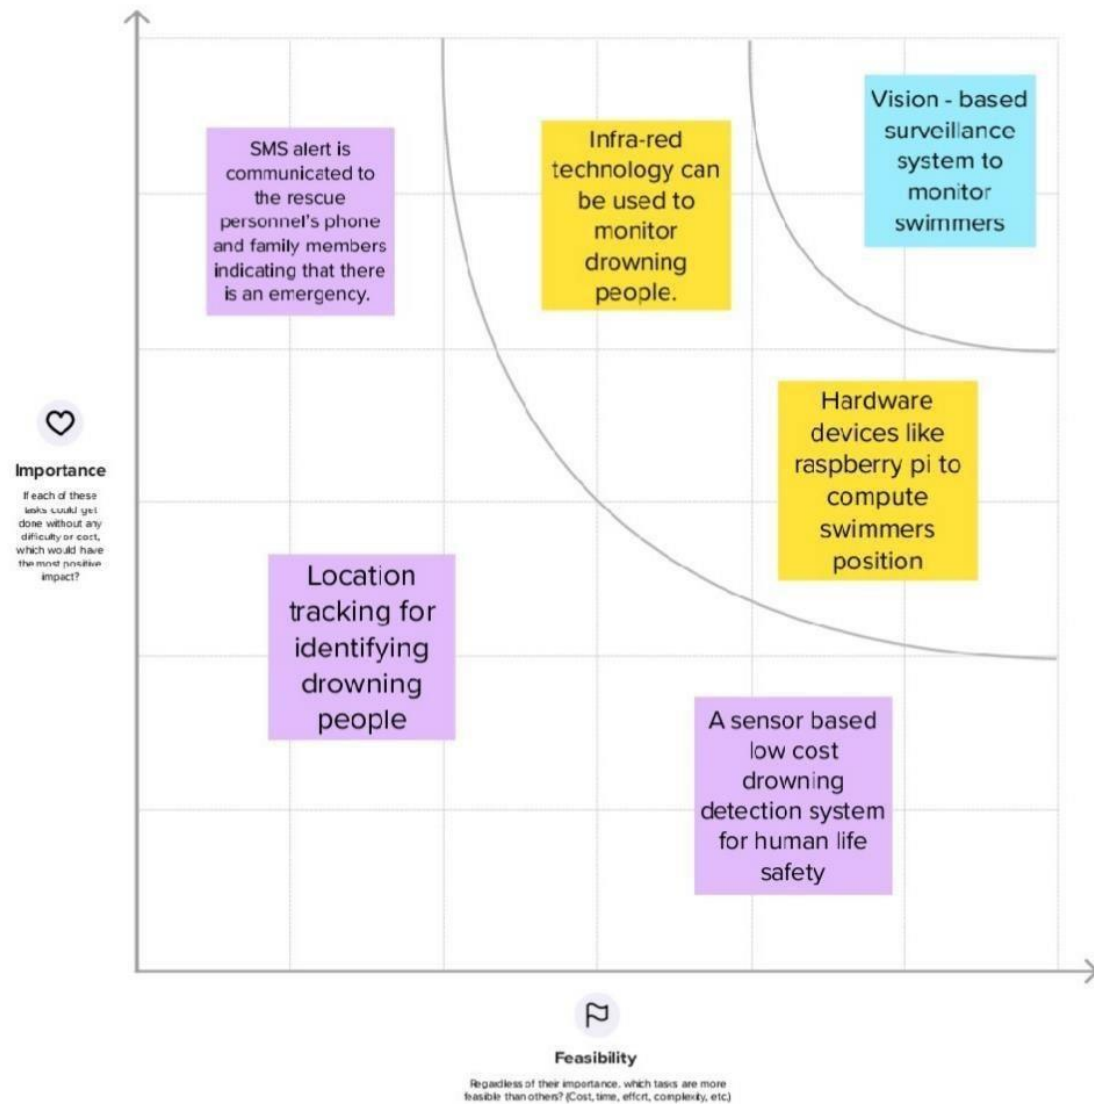 SMS alert is
communicated to
the rescue
personnel's phone
and family members
indicating that there
is an emergency.
Infra-red
technology can
be used to
monitor
drowning
people.
Vision - based
surveillance
system to
monitor
swimmers
Hardware
devices like
raspberry pi to
compute
swimmers
position
Importance
If each of these
tasks could get
done without any
difficulty or cost,
which would have
the most positive
impact?
Location
tracking for
identifying
drowning
people
A sensor based
low cost
drowning
detection system
for human life
safety
Feasibility
Regardless of their importance, which tasks are more
feasible than others? (Cost, time, effort, complexity, etc.)